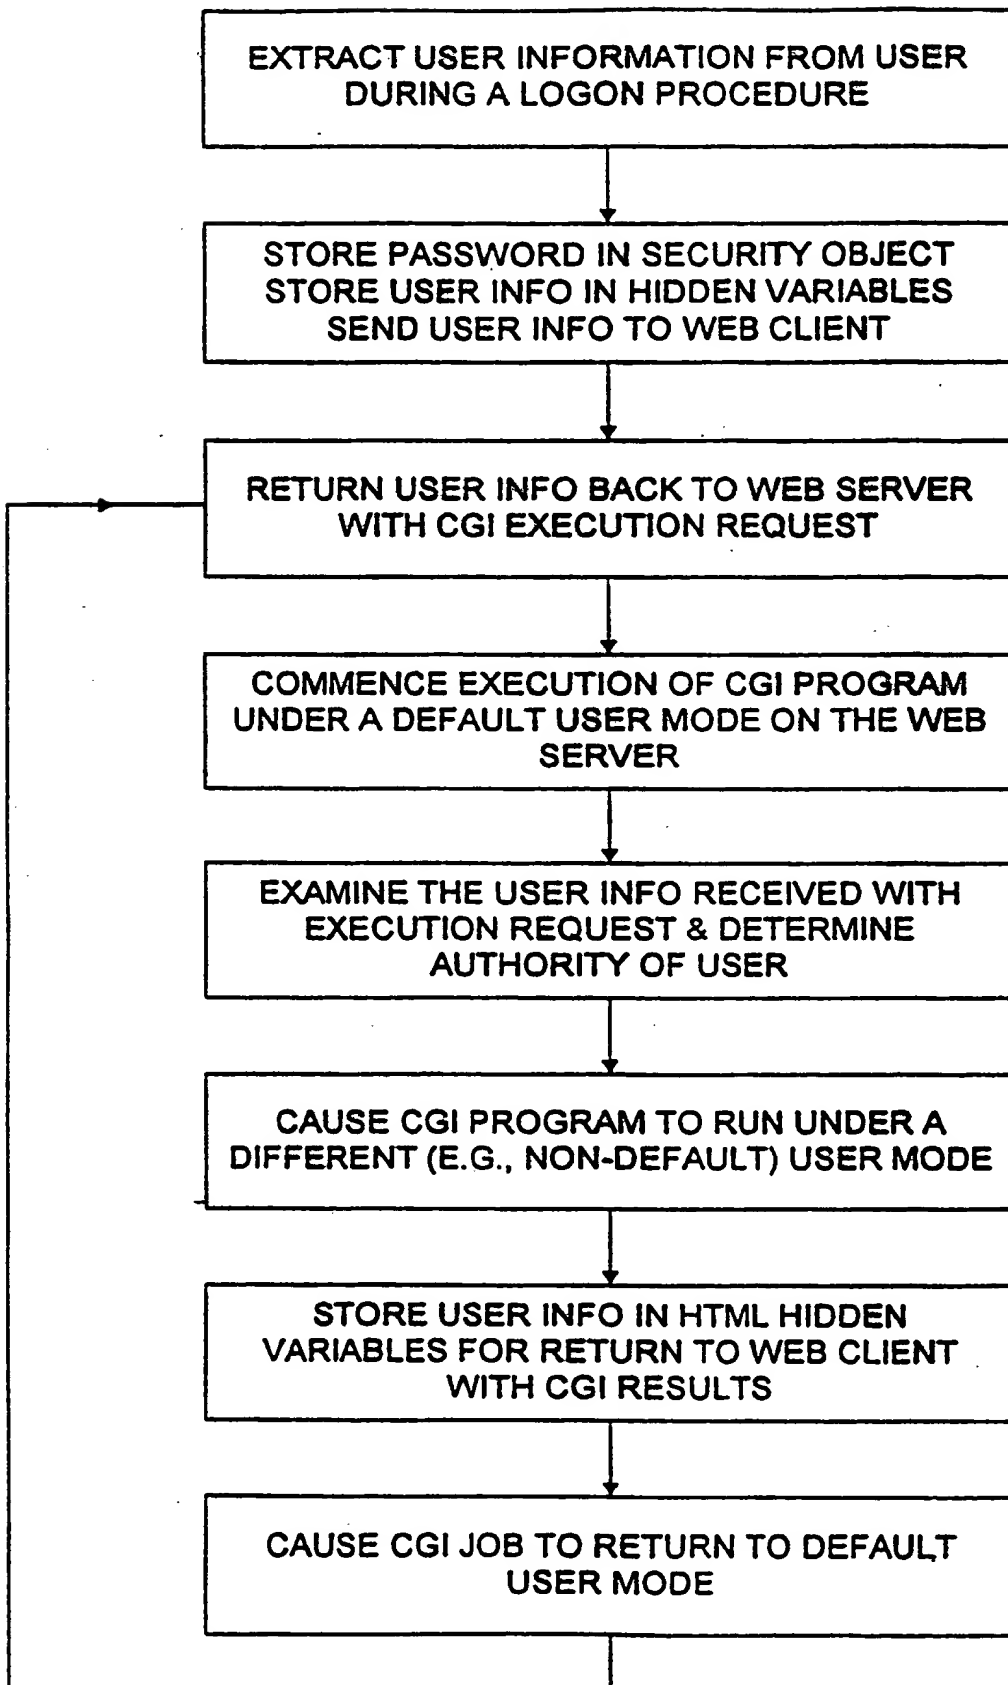 EXTRACT USER INFORMATION FROM USER
DURING A LOGON PROCEDURE
STORE PASSWORD IN SECURITY OBJECT
STORE USER INFO IN HIDDEN VARIABLES
SEND USER INFO TO WEB CLIENT
RETURN USER INFO BACK TO WEB SERVER
WITH CGI EXECUTION REQUEST
COMMENCE EXECUTION OF CGI PROGRAM
UNDER A DEFAULT USER MODE ON THE WEB
SERVER
EXAMINE THE USER INFO RECEIVED WITH
EXECUTION REQUEST & DETERMINE
AUTHORITY OF USER
CAUSE CGI PROGRAM TO RUN UNDER A
DIFFERENT (E.G., NON-DEFAULT) USER MODE
STORE USER INFO IN HTML HIDDEN
VARIABLES FOR RETURN TO WEB CLIENT
WITH CGI RESULTS
CAUSE CGI JOB TO RETURN TO DEFAULT
USER MODE